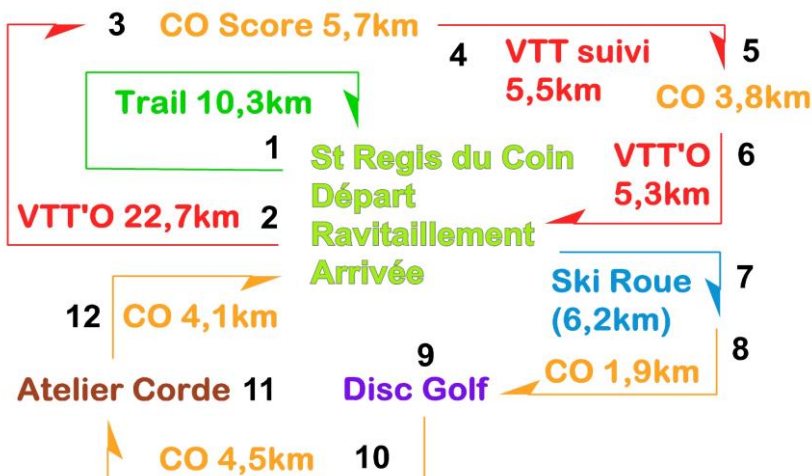 3 CO Score 5,7km
4 VTT suivi
5,5km
5
CO 3,8km
Trail 10,3km
1
St Regis du Coin
Départ
Ravitaillement
Arrivée
VTT'O
5,3km
6
VTT'O 22,7km 2
Ski Roue
(6,2km)
7
12 CO 4,1km
8
9
CO 1,9km
Atelier Corde 11
Disc Golf
CO 4,5km 10